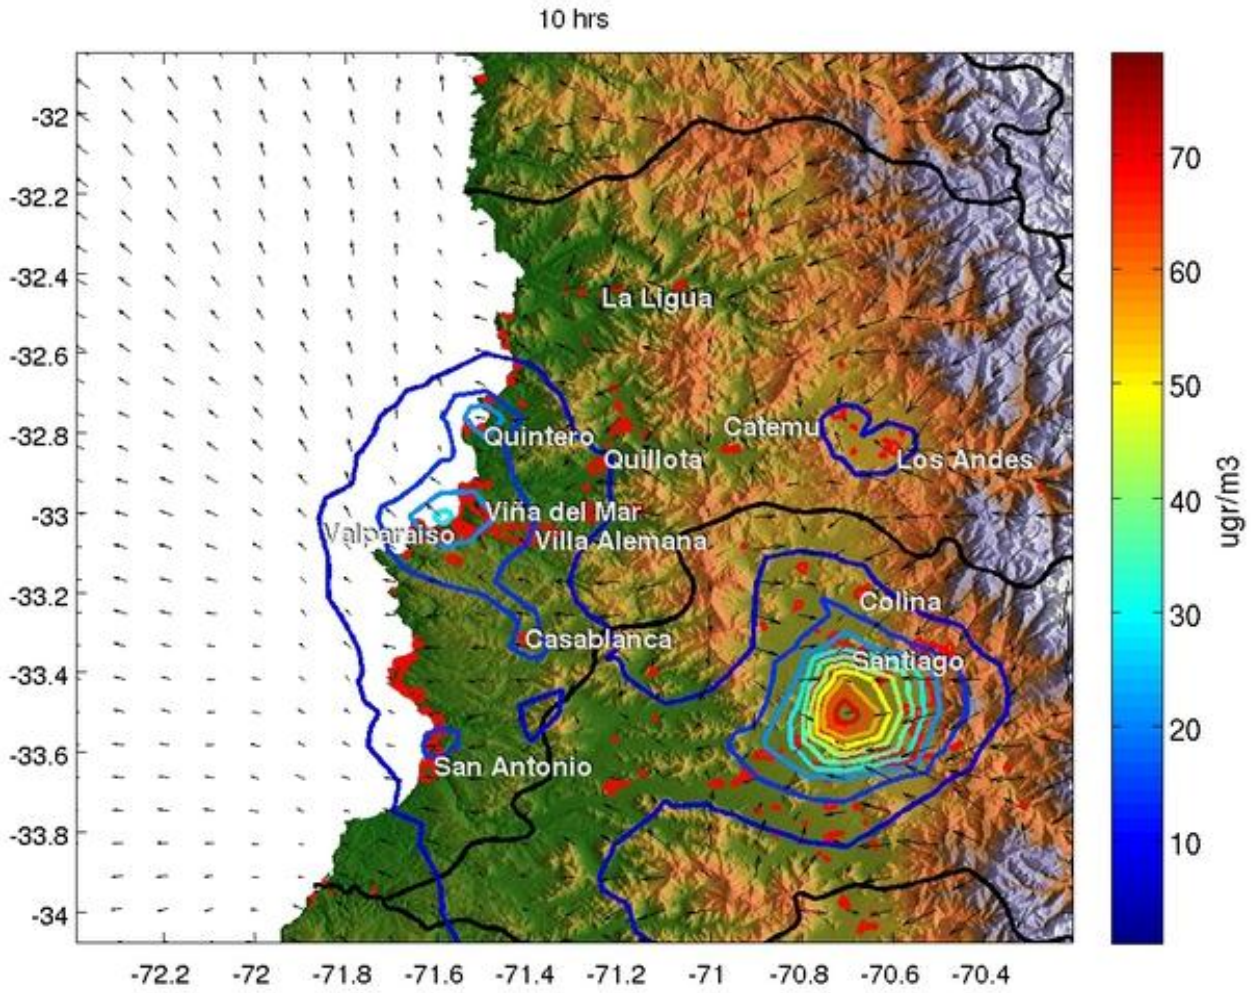 10 hrs
-32
-32.2
-32.4
-32.6
-32.8
-33
-33.2
-33.4
-33.6
-33.8
-34
La Ligua
Quintero
Catemu
Quillota
Los Andes
Viña del Mar
Valparaiso
Villa Alemana
Colina
Casablanca
Santiago
San Antonio
-72.2 -72 -71.8 -71.6 -71.4 -71.2 -71 -70.8 -70.6 -70.4
70
60
50
40
30
20
10
ugr/m3